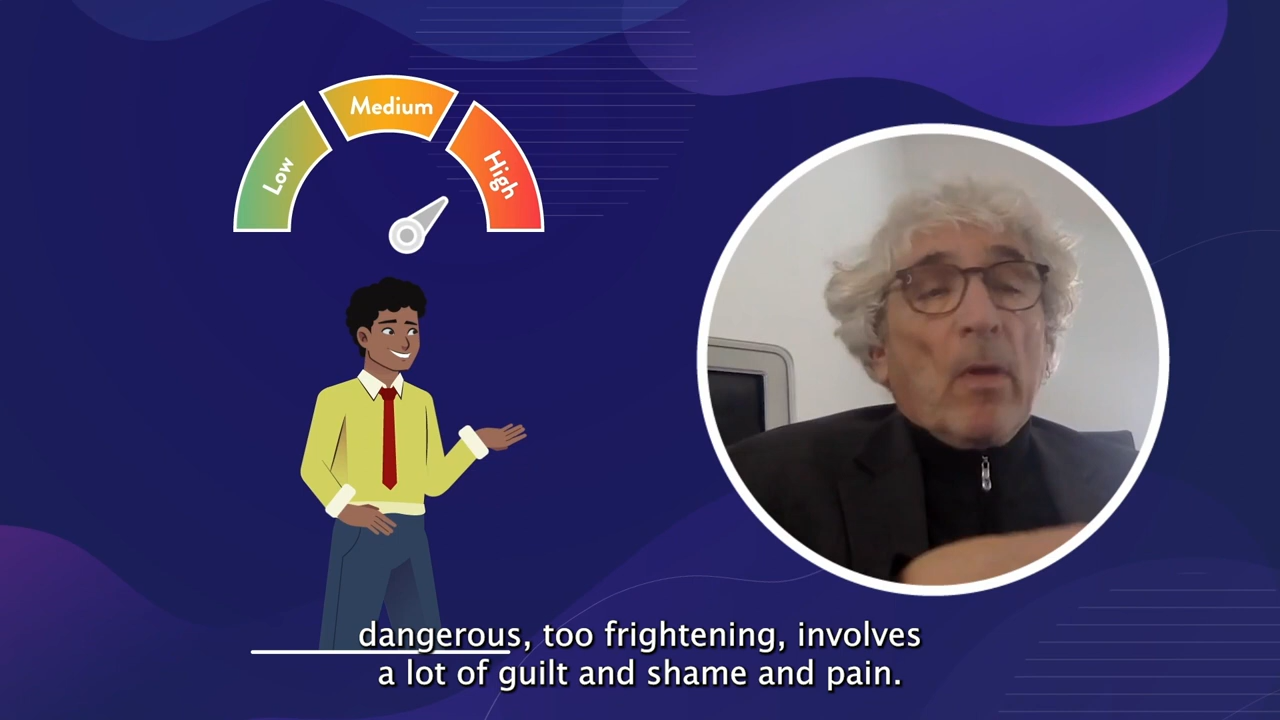 Medium
Low
High
dangerous, too frightening, involves
a lot of guilt and shame and pain.